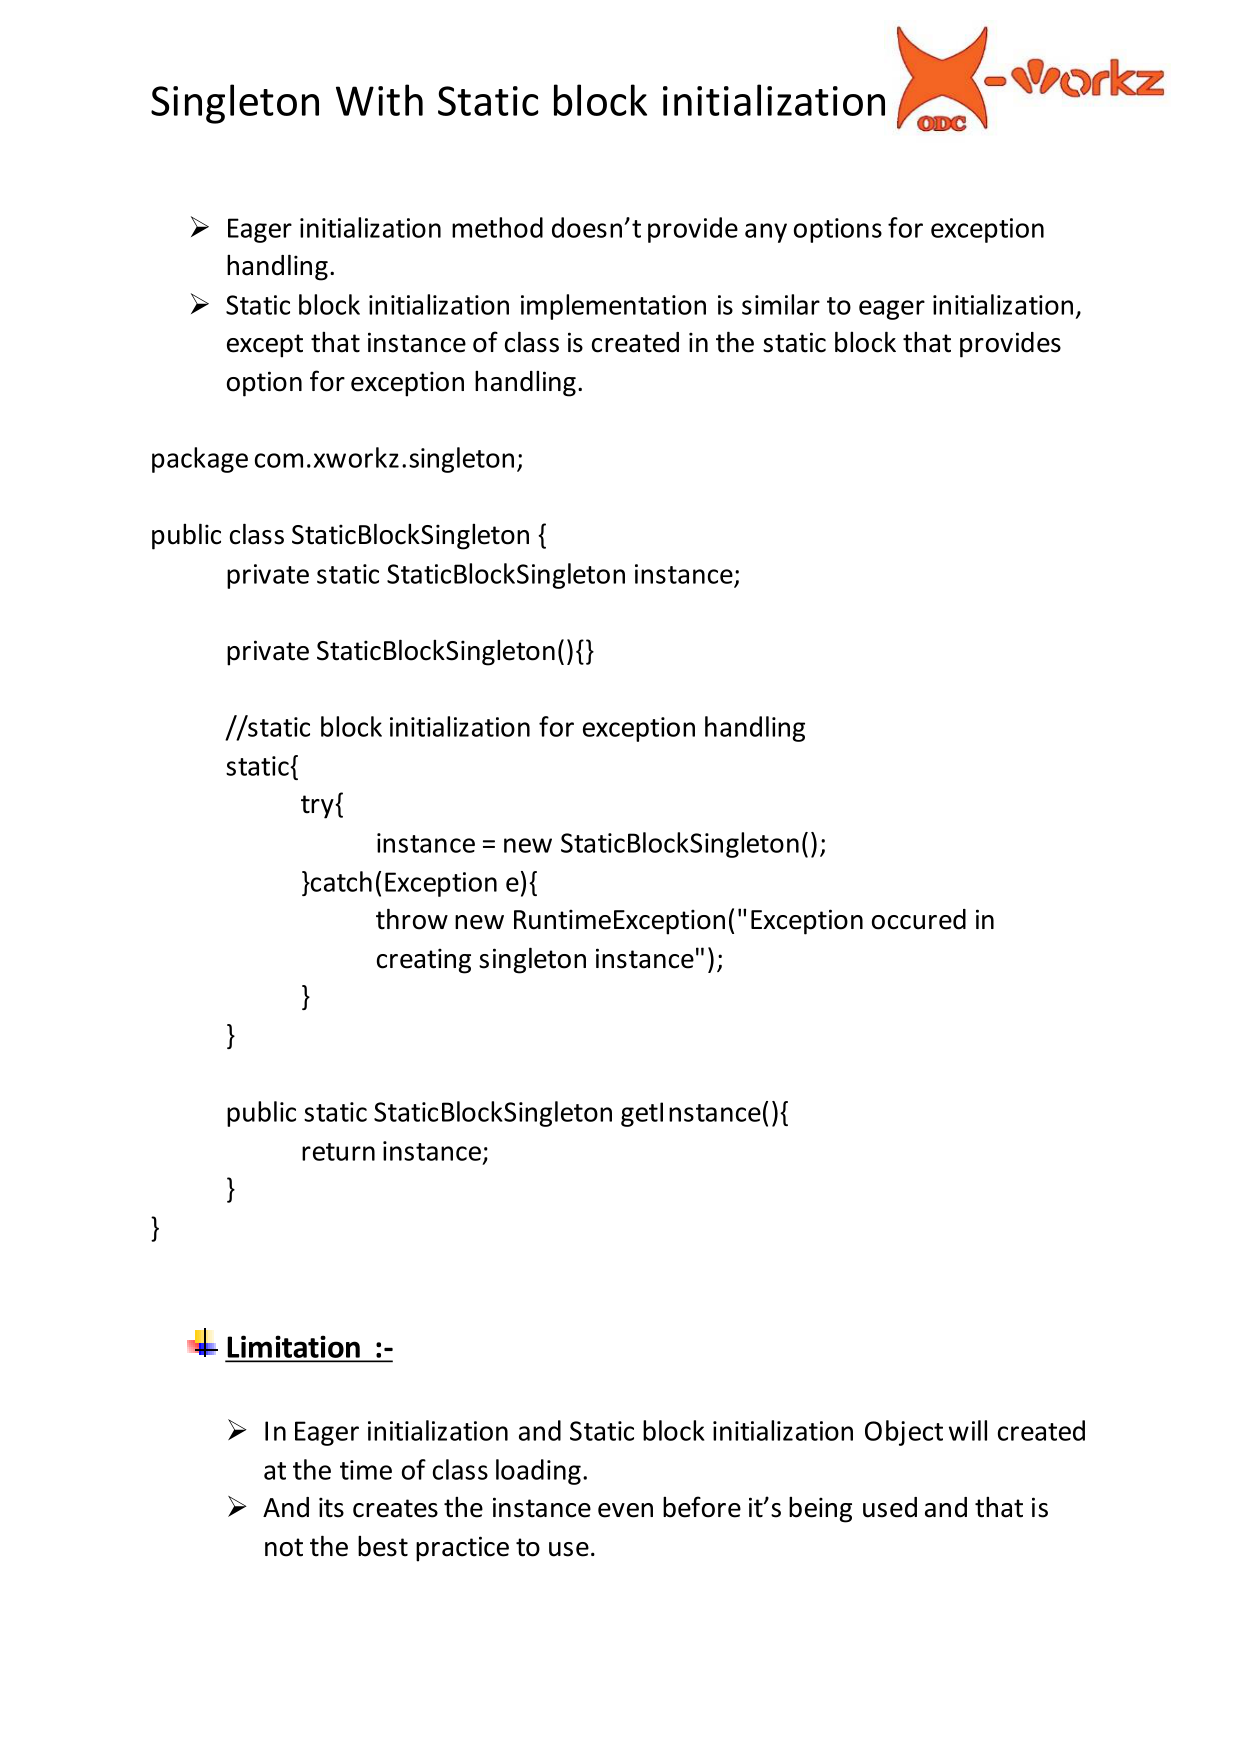 Singleton With Static block initialization
X-workz
ODC
➢ Eager initialization method doesn’t provide any options for exception
handling.
➢ Static block initialization implementation is similar to eager initialization,
except that instance of class is created in the static block that provides
option for exception handling.
package com.xworkz.singleton;
public class StaticBlockSingleton {
private static StaticBlockSingleton instance;
private StaticBlockSingleton(){}
//static block initialization for exception handling
static{
try{
instance = new StaticBlockSingleton();
}catch(Exception e){
throw new RuntimeException("Exception occured in
creating singleton instance");
}
}
public static StaticBlockSingleton getInstance(){
return instance;
}
}
Limitation :-
➢ In Eager initialization and Static block initialization Object will created
at the time of class loading.
➢ And its creates the instance even before it’s being used and that is
not the best practice to use.